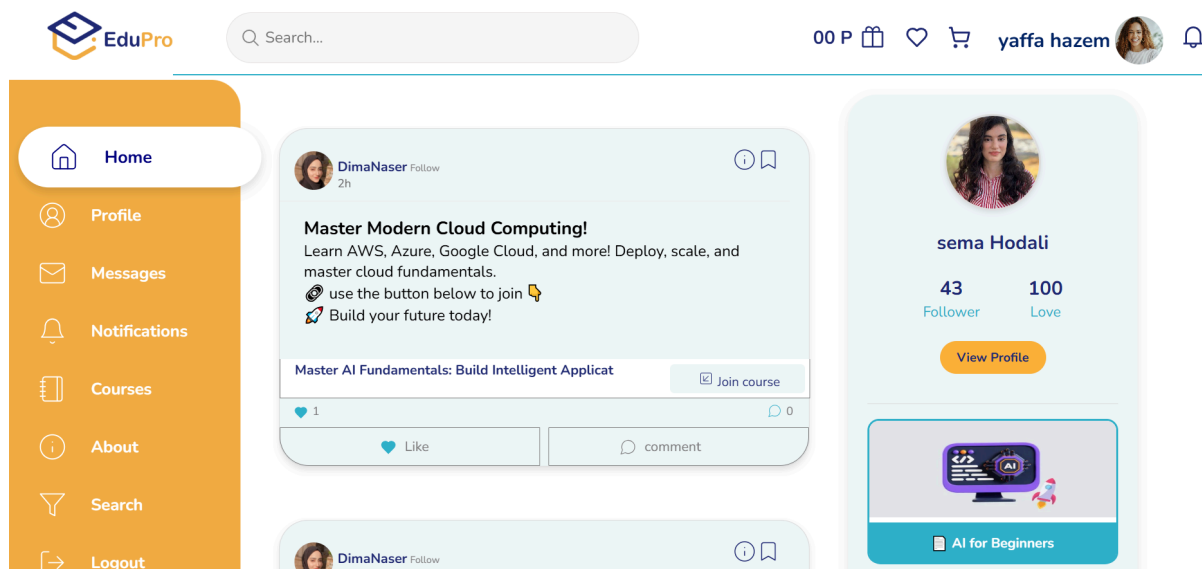 EduPro
Search...
00 P
yaffa hazem
Home
Profile
Messages
Notifications
Courses
About
Search
Logout
DimaNaser Follow
2h
Master Modern Cloud Computing!
Learn AWS, Azure, Google Cloud, and more! Deploy, scale, and
master cloud fundamentals.
🔗 use the button below to join 👇
🚀 Build your future today!
Master AI Fundamentals: Build Intelligent Applicat
Join course
1
0
Like
comment
DimaNaser Follow
sema Hodali
43
100
Follower
Love
View Profile
</>
AI
AI for Beginners